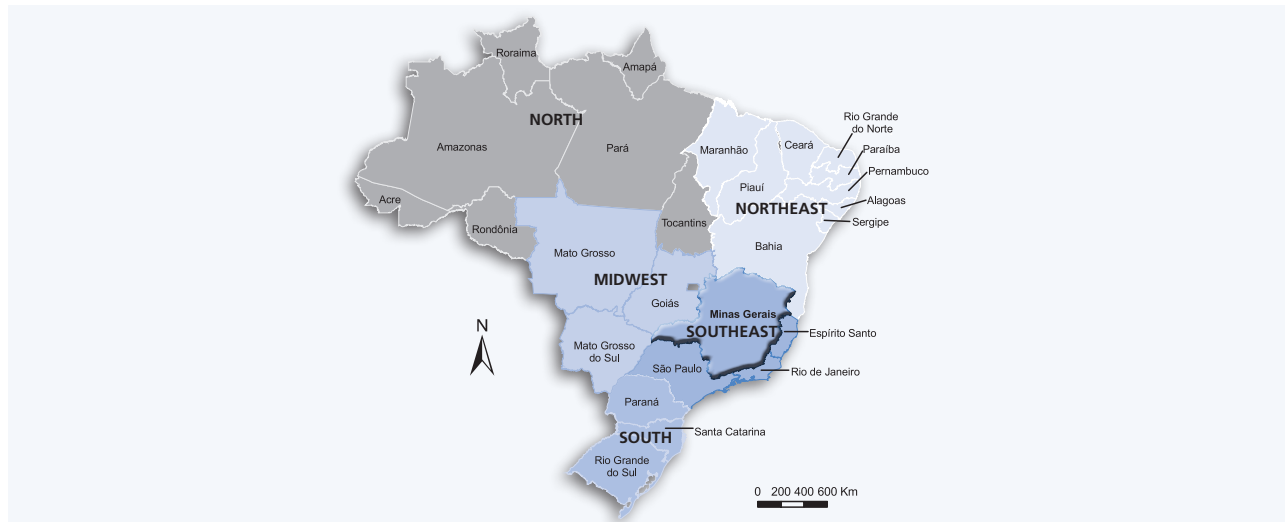 Roraima
Amapá
NORTH
Amazonas
Pará
Acre
Rondônia
Tocantins
Rio Grande
do Norte
Maranhão
Ceará
Paraíba
Piauí
Pernambuco
NORTHEAST
Alagoas
Sergipe
Bahia
Mato Grosso
MIDWEST
Goiás
Mato Grosso
do Sul
Minas Gerais
SOUTHEAST
Espírito Santo
São Paulo
Rio de Janeiro
Paraná
SOUTH
Santa Catarina
Rio Grande
do Sul
N
0 200 400 600 Km